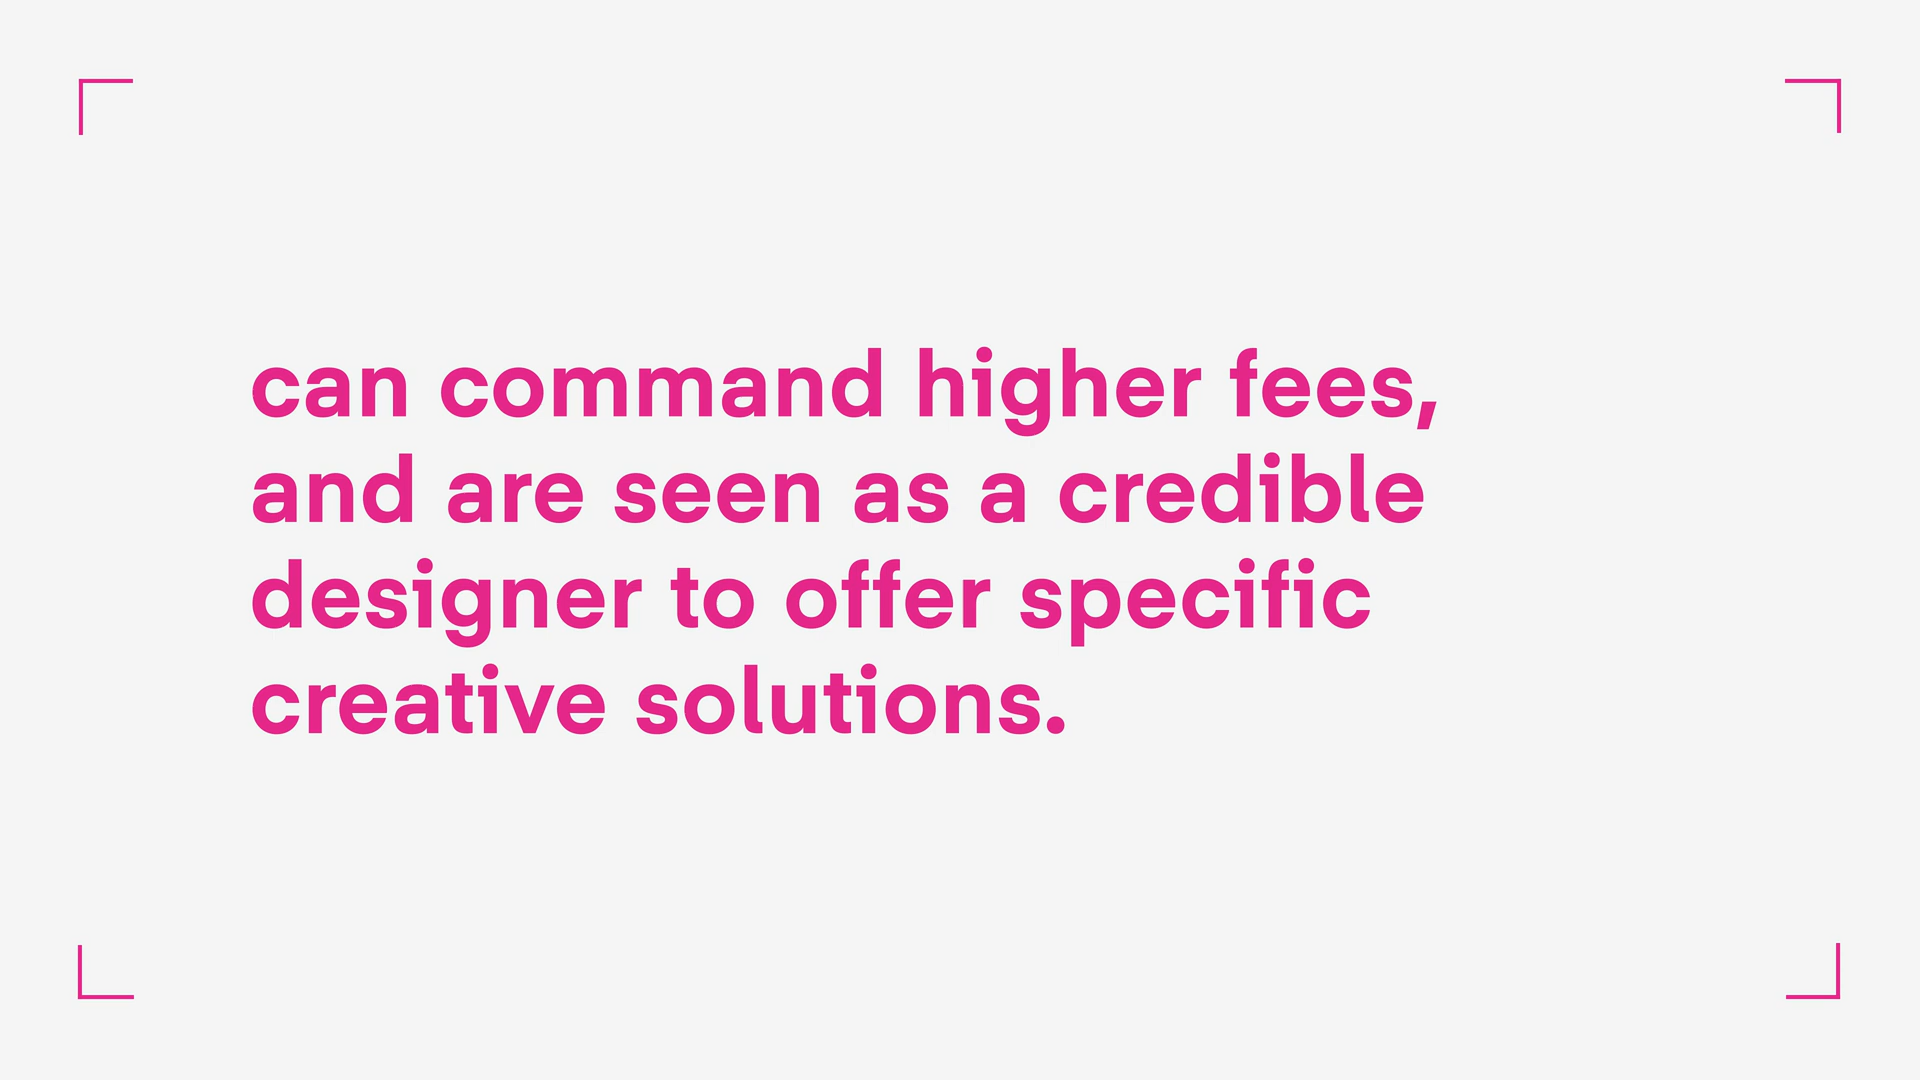 can command higher fees,
and are seen as a credible
designer to offer specific
creative solutions.